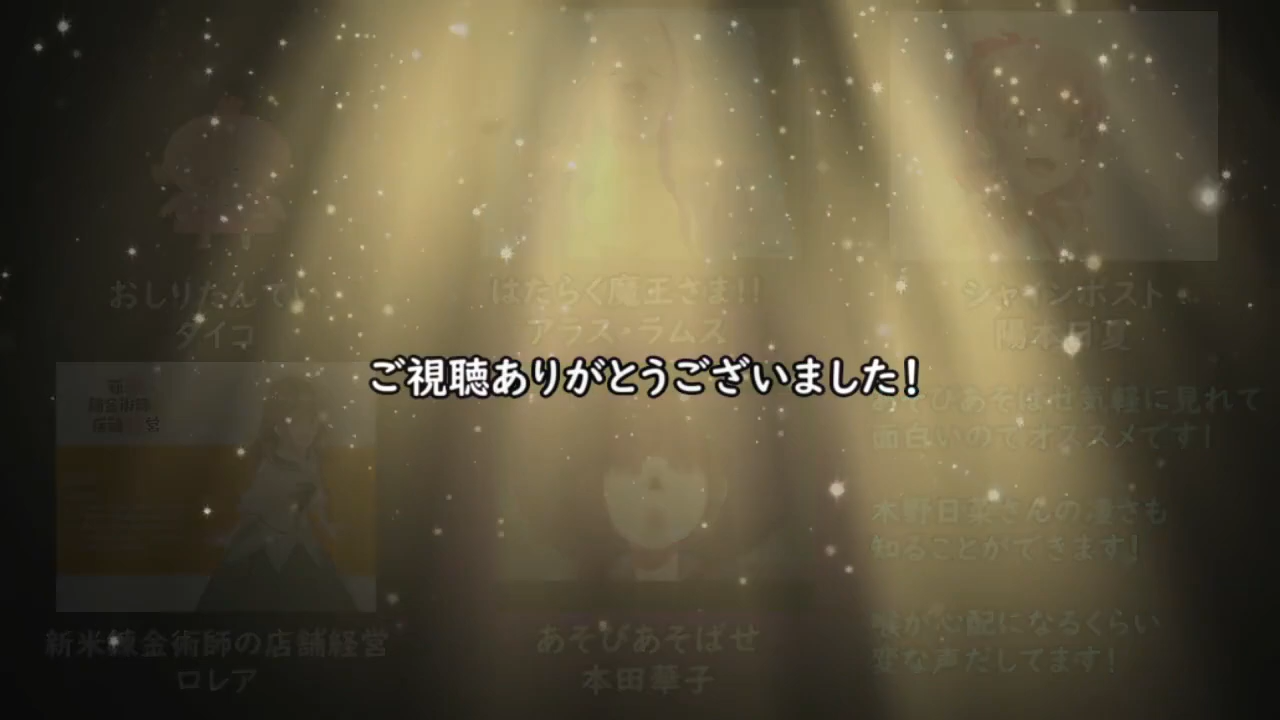 おしりたんてい
ダイコ
はたらく魔王さま!!
アラス・ラムス
シャインポスト
陽本日夏
ご視聴ありがとうございました!
新米錬金術師の店舗経営
ロレア
あそびあそばせ
本田華子
あそびあそばせ気軽に見れて
面白いのでオススメです!
木野日菜さんの凄さも
知ることができます!
喉が心配になるくらい
変な声だしてます!